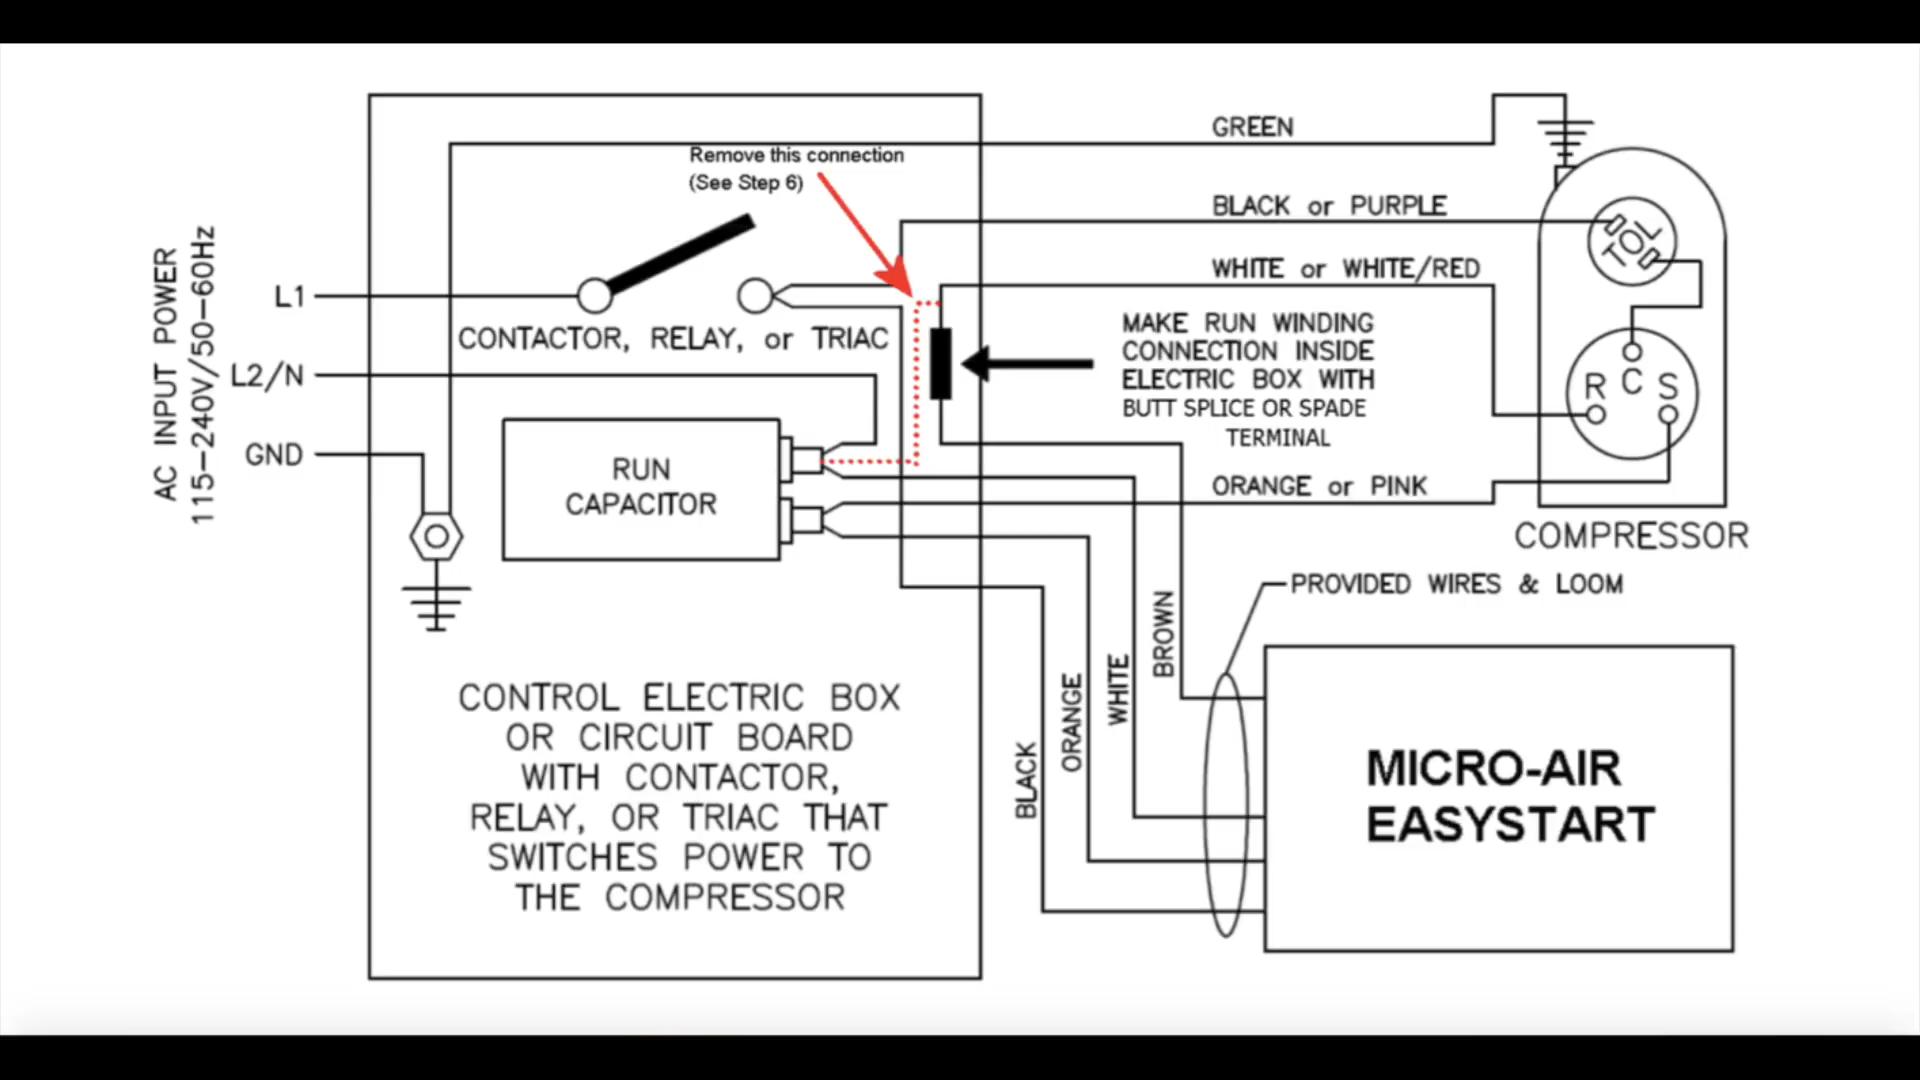 GREEN
Remove this connection
(See Step 6)
BLACK or PURPLE
WHITE or WHITE/RED
AC INPUT POWER
115-240V/50-60Hz
L1
L2/N
GND
CONTACTOR, RELAY, or TRIAC
TOL
MAKE RUN WINDING
CONNECTION INSIDE
ELECTRIC BOX WITH
BUTT SPLICE OR SPADE
TERMINAL
R C S
RUN
CAPACITOR
ORANGE or PINK
COMPRESSOR
PROVIDED WIRES & LOOM
BROWN
WHITE
ORANGE
BLACK
CONTROL ELECTRIC BOX
OR CIRCUIT BOARD
WITH CONTACTOR,
RELAY, OR TRIAC THAT
SWITCHES POWER TO
THE COMPRESSOR
MICRO-AIR
EASYSTART